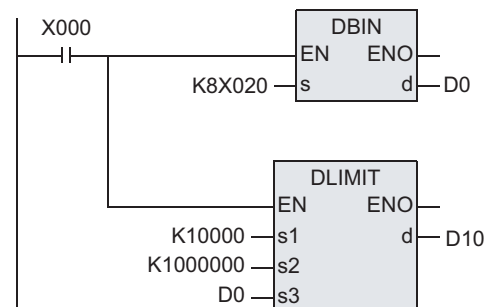 X000
DBIN
EN ENO
K8X020 s d D0
DLIMIT
EN ENO
K10000 s1 d D10
K1000000 s2
D0 s3